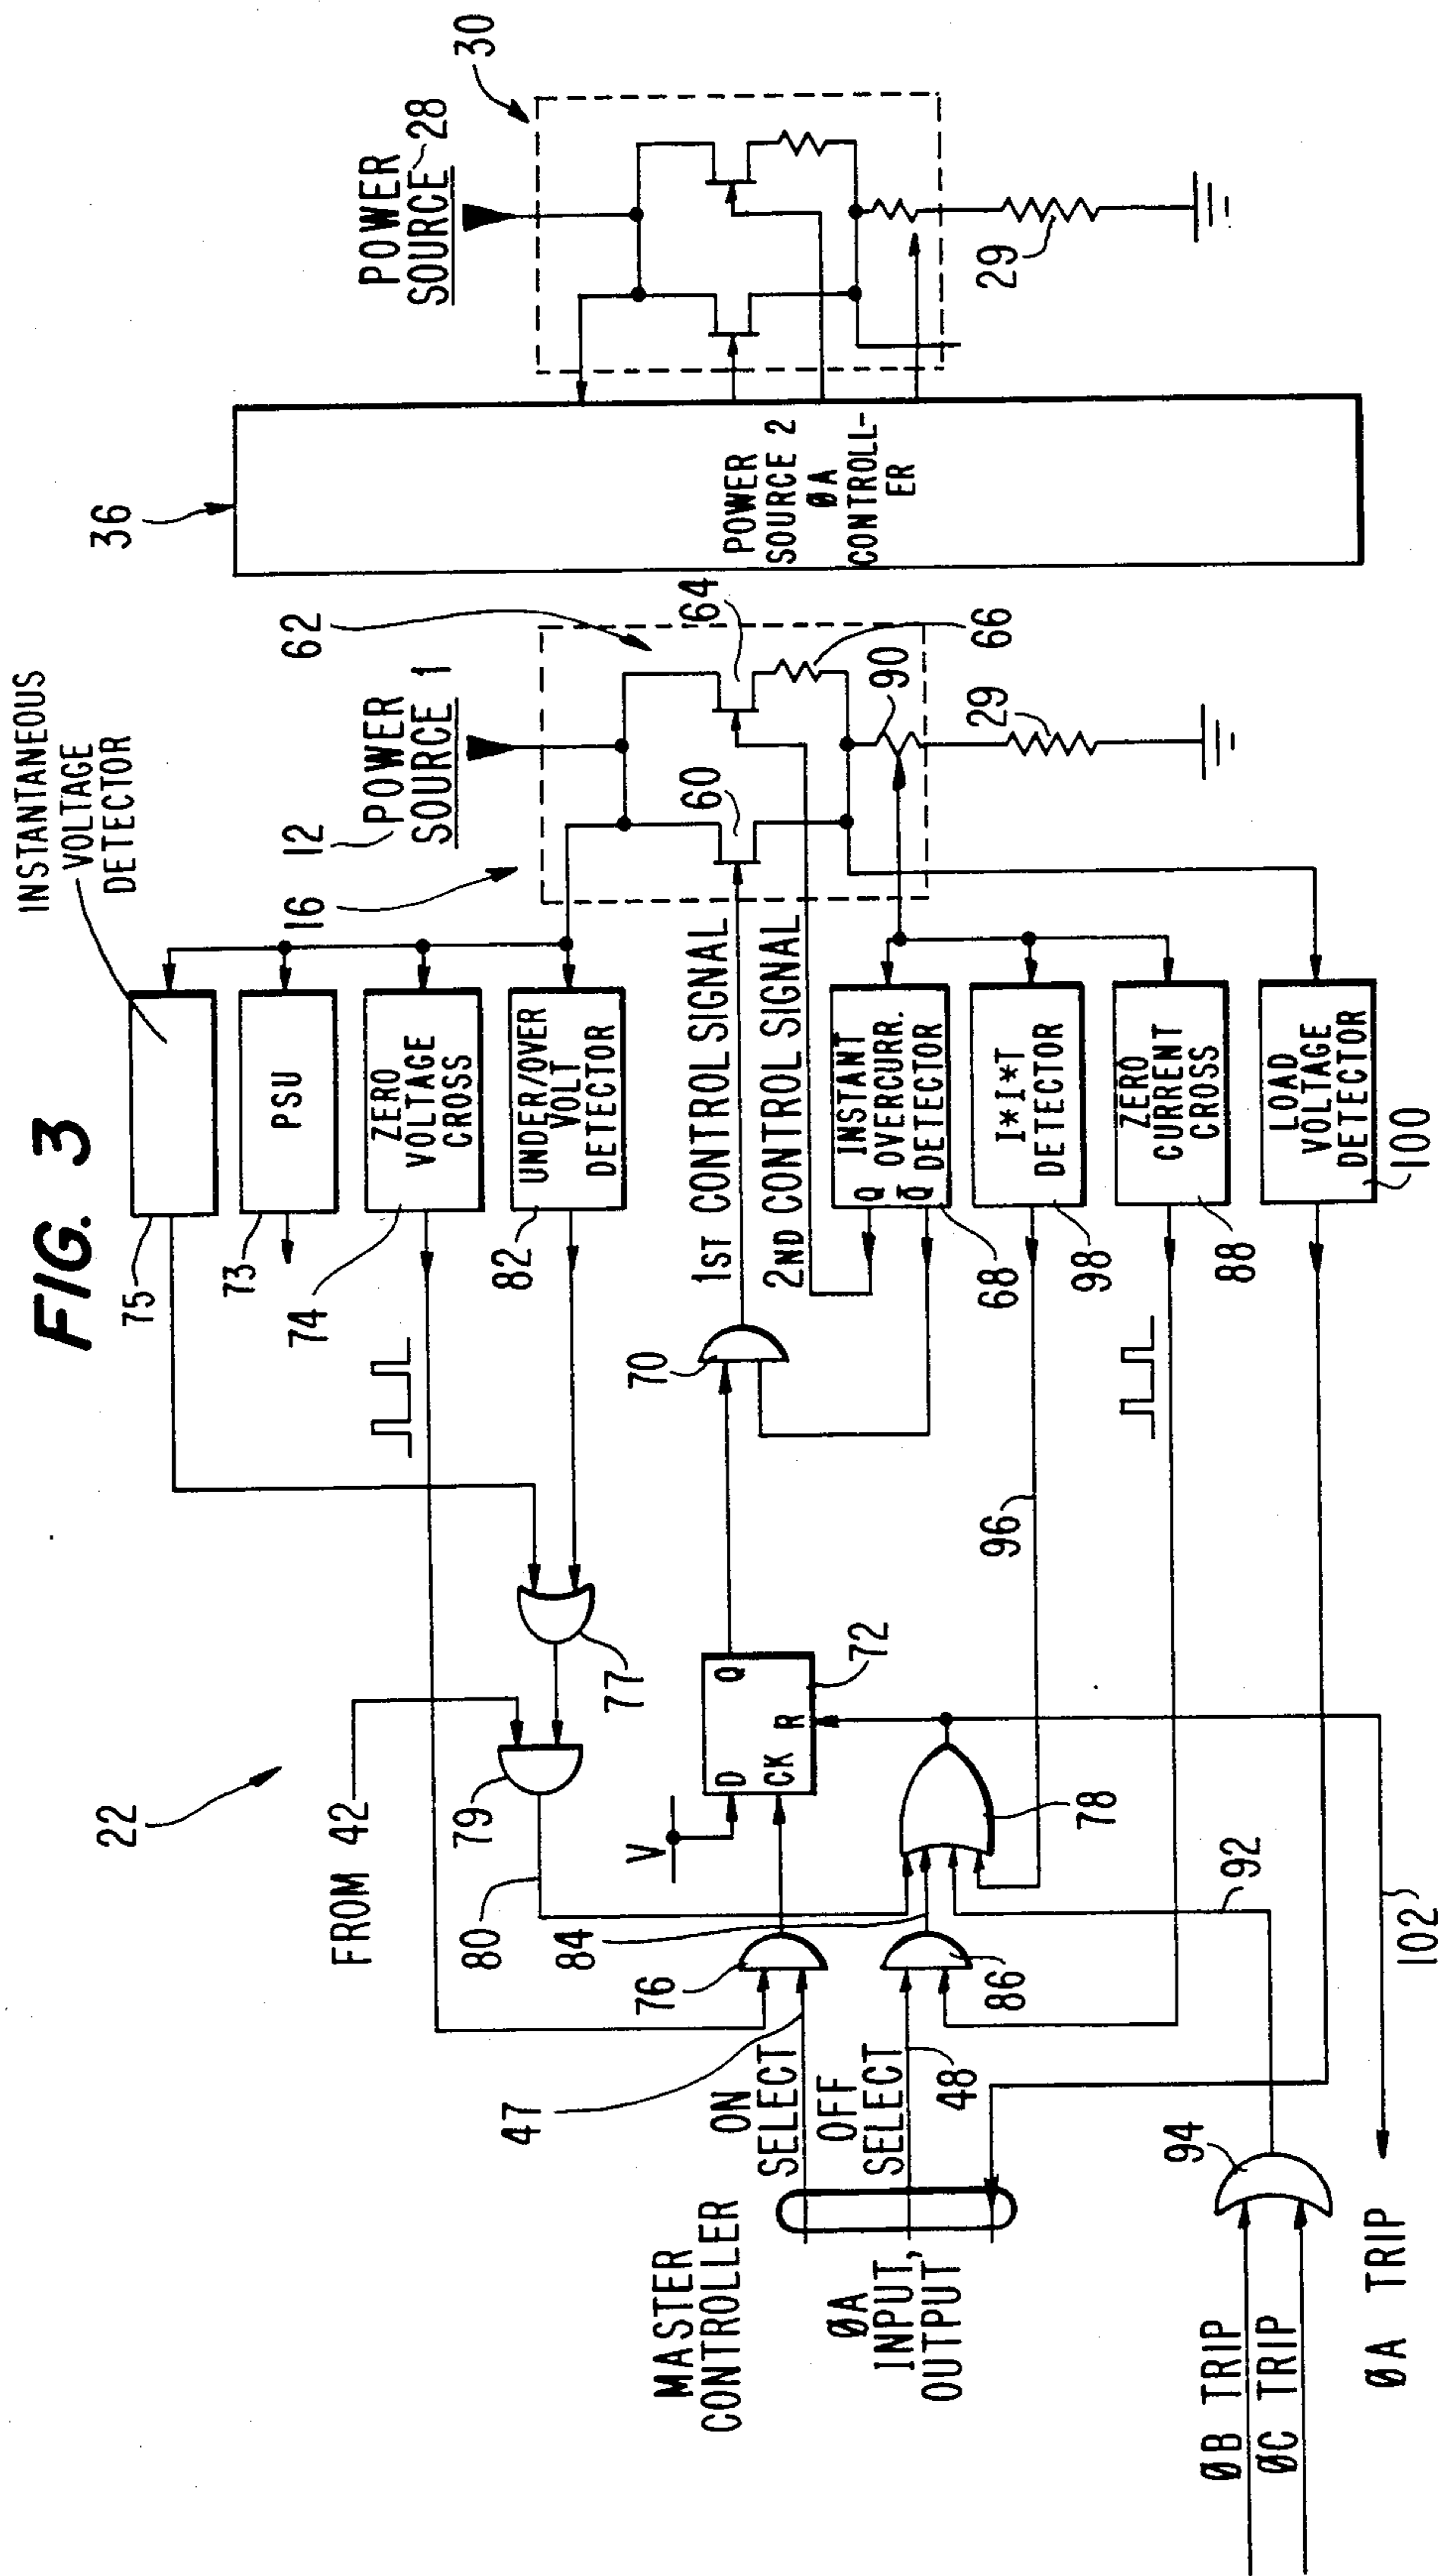 FIG. 3
INSTANTANEOUS
VOLTAGE
DETECTOR
75
73
PSU
74
ZERO
VOLTAGE
CROSS
82
UNDER/OVER
VOLT
DETECTOR
16
12
POWER
SOURCE 1
62
64
60
66
90
29
36
POWER
SOURCE 2
ØA
CONTROLL-
ER
POWER
SOURCE 28
30
29
22
FROM 42
79
77
80
1ST CONTROL SIGNAL
2ND CONTROL SIGNAL
70
INSTANT
Q OVERCURR.
Q̅ DETECTOR
68
I*I*T
DETECTOR
98
ZERO
CURRENT
CROSS
88
LOAD
VOLTAGE
DETECTOR
100
96
V
D Q
CK R
72
78
84
76
86
92
47
ON
SELECT
OFF
SELECT
48
MASTER
CONTROLLER
ØA
INPUT,
OUTPUT
94
102
ØB TRIP
ØC TRIP
ØA TRIP